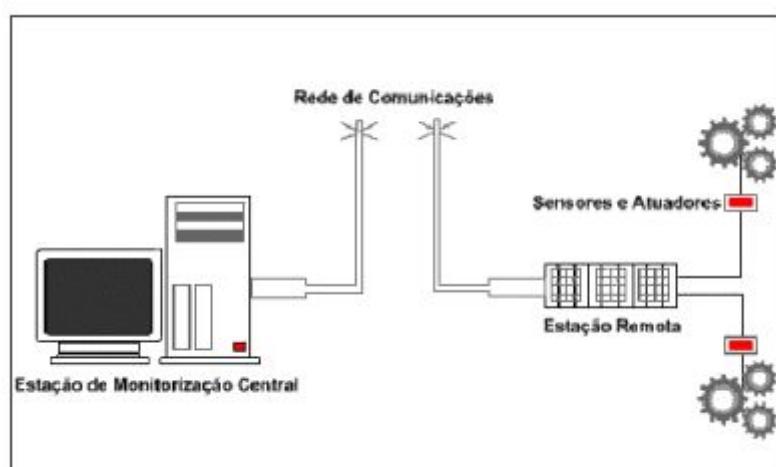 Rede de Comunicações
Sensores e Atuadores
Estação Remota
Estação de Monitorização Central